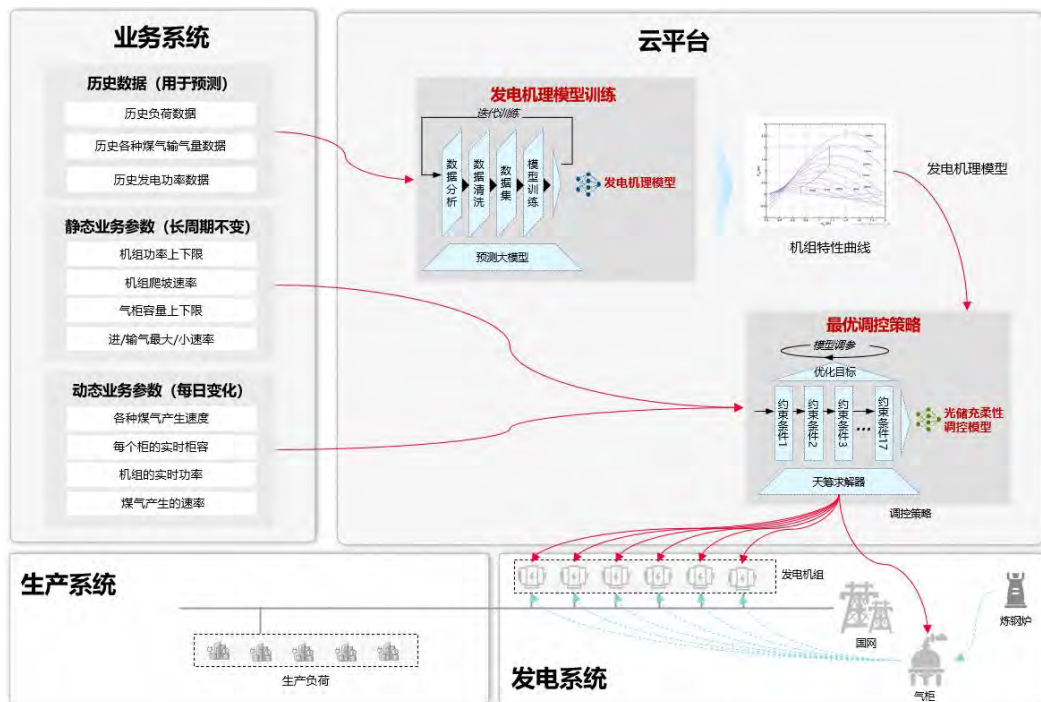 业务系统
历史数据（用于预测）
历史负荷数据
历史各种煤气输气量数据
历史发电功率数据
静态业务参数（长周期不变）
机组功率上下限
机组爬坡速率
气柜容量上下限
进/输气最大/小速率
动态业务参数（每日变化）
各种煤气产生速度
每个柜的实时柜容
机组的实时功率
煤气产生的速率
云平台
发电机理模型训练
迭代训练
数据分析
数据清洗
数据集
模型训练
发电机理模型
预测大模型
机组特性曲线
发电机理模型
最优调控策略
模型调参
优化目标
约束条件1
约束条件2
约束条件3
...
约束条件17
光储充柔性
调控模型
天筹求解器
调控策略
生产系统
生产负荷
发电机组
国网
炼钢炉
气柜
发电系统